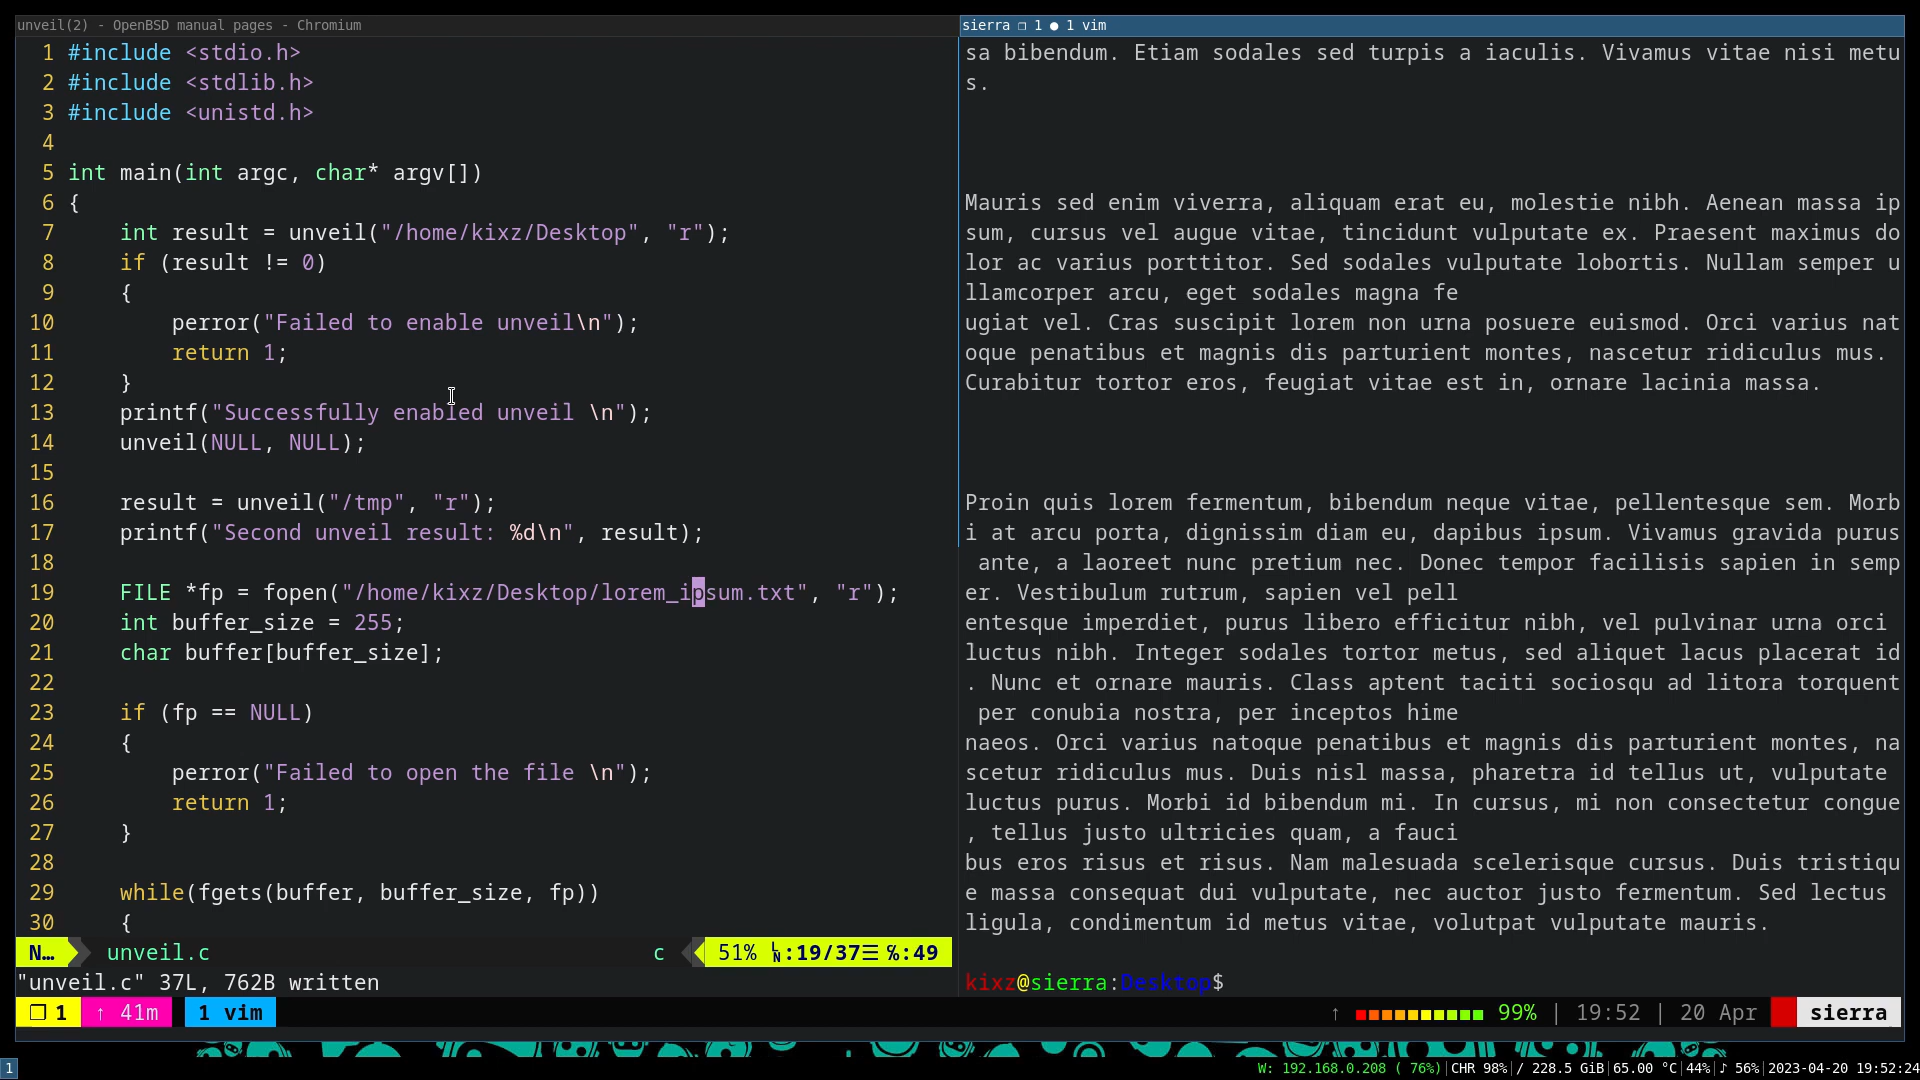 unveil(2) - OpenBSD manual pages - Chromium
sierra ❐ 1 ● 1 vim
1 #include <stdio.h>
2 #include <stdlib.h>
3 #include <unistd.h>
4
5 int main(int argc, char* argv[])
6 {
7     int result = unveil("/home/kixz/Desktop", "r");
8     if (result != 0)
9     {
10         perror("Failed to enable unveil\n");
11         return 1;
12     }
13     printf("Successfully enabled unveil \n");
14     unveil(NULL, NULL);
15
16     result = unveil("/tmp", "r");
17     printf("Second unveil result: %d\n", result);
18
19     FILE *fp = fopen("/home/kixz/Desktop/lorem_ipsum.txt", "r");
20     int buffer_size = 255;
21     char buffer[buffer_size];
22
23     if (fp == NULL)
24     {
25         perror("Failed to open the file \n");
26         return 1;
27     }
28
29     while(fgets(buffer, buffer_size, fp))
30     {
N… unveil.c c 51% ㏑:19/37☰ ℅:49
"unveil.c" 37L, 762B written
sa bibendum. Etiam sodales sed turpis a iaculis. Vivamus vitae nisi metu
s.
Mauris sed enim viverra, aliquam erat eu, molestie nibh. Aenean massa ip
sum, cursus vel augue vitae, tincidunt vulputate ex. Praesent maximus do
lor ac varius porttitor. Sed sodales vulputate lobortis. Nullam semper u
llamcorper arcu, eget sodales magna fe
ugiat vel. Cras suscipit lorem non urna posuere euismod. Orci varius nat
oque penatibus et magnis dis parturient montes, nascetur ridiculus mus.
Curabitur tortor eros, feugiat vitae est in, ornare lacinia massa.
Proin quis lorem fermentum, bibendum neque vitae, pellentesque sem. Morb
i at arcu porta, dignissim diam eu, dapibus ipsum. Vivamus gravida purus
 ante, a laoreet nunc pretium nec. Donec tempor facilisis sapien in semp
er. Vestibulum rutrum, sapien vel pell
entesque imperdiet, purus libero efficitur nibh, vel pulvinar urna orci
luctus nibh. Integer sodales tortor metus, sed aliquet lacus placerat id
. Nunc et ornare mauris. Class aptent taciti sociosqu ad litora torquent
 per conubia nostra, per inceptos hime
naeos. Orci varius natoque penatibus et magnis dis parturient montes, na
scetur ridiculus mus. Duis nisl massa, pharetra id tellus ut, vulputate
luctus purus. Morbi id bibendum mi. In cursus, mi non consectetur congue
, tellus justo ultricies quam, a fauci
bus eros risus et risus. Nam malesuada scelerisque cursus. Duis tristiqu
e massa consequat dui vulputate, nec auctor justo fermentum. Sed lectus
ligula, condimentum id metus vitae, volutpat vulputate mauris.
kixz@sierra:Desktop$
❐ 1 ↑ 41m 1 vim ↑ 99% | 19:52 | 20 Apr sierra
1 W: 192.168.0.208 ( 76%)|CHR 98%|/ 228.5 GiB|65.00 °C|44%|♪ 56%|2023-04-20 19:52:24